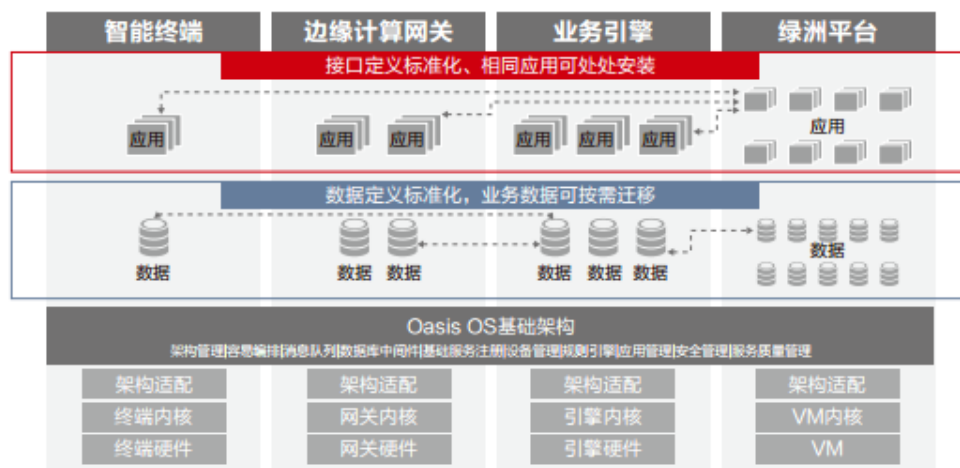 智能终端 边缘计算网关 业务引擎 绿洲平台
接口定义标准化、相同应用可处处安装
应用 应用 应用 应用 应用 应用 应用
数据定义标准化，业务数据可按需迁移
数据 数据 数据 数据 数据 数据 数据
Oasis OS基础架构
架构管理|容易编排|消息队列|数据库中间件|基础服务注册|设备管理|规则引擎|应用管理|安全管理|服务质量管理
架构适配 架构适配 架构适配 架构适配
终端内核 网关内核 引擎内核 VM内核
终端硬件 网关硬件 引擎硬件 VM